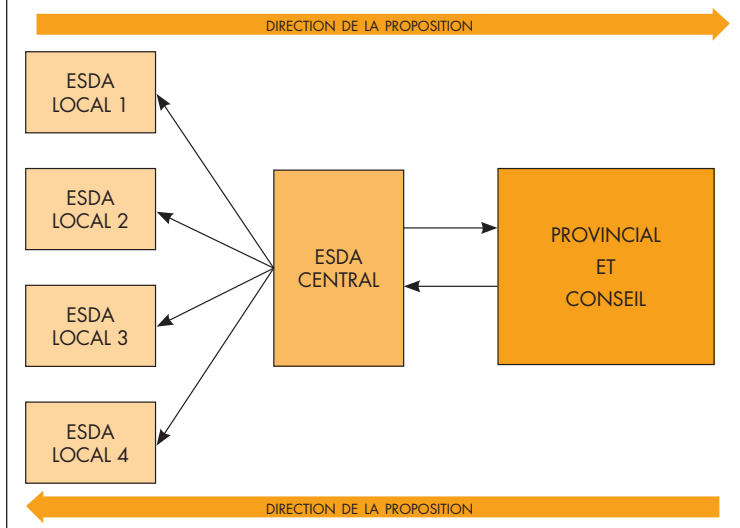 DIRECTION DE LA PROPOSITION
ESDA
LOCAL 1
ESDA
LOCAL 2
ESDA
LOCAL 3
ESDA
LOCAL 4
ESDA
CENTRAL
PROVINCIAL
ET
CONSEIL
DIRECTION DE LA PROPOSITION